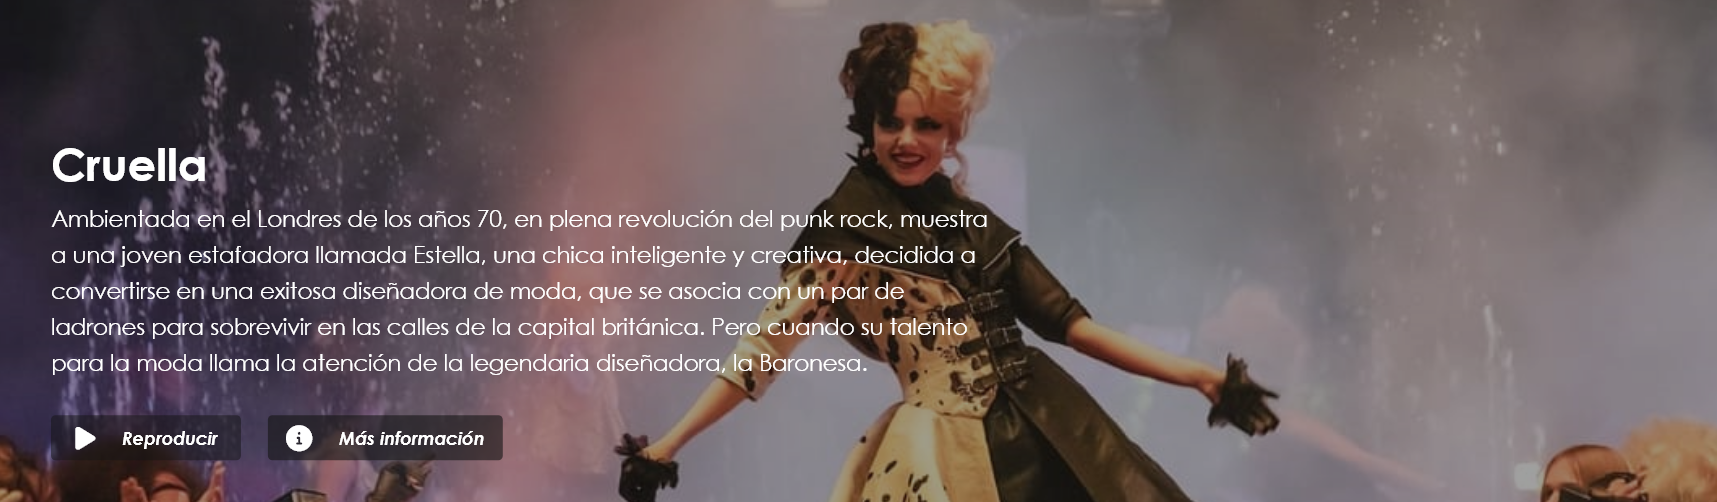 Cruella
Ambientada en el Londres de los años 70, en plena revolución del punk rock, muestra
a una joven estafadora llamada Estella, una chica inteligente y creativa, decidida a
convertirse en una exitosa diseñadora de moda, que se asocia con un par de
ladrones para sobrevivir en las calles de la capital británica. Pero cuando su talento
para la moda llama la atención de la legendaria diseñadora, la Baronesa.
Reproducir
Más información